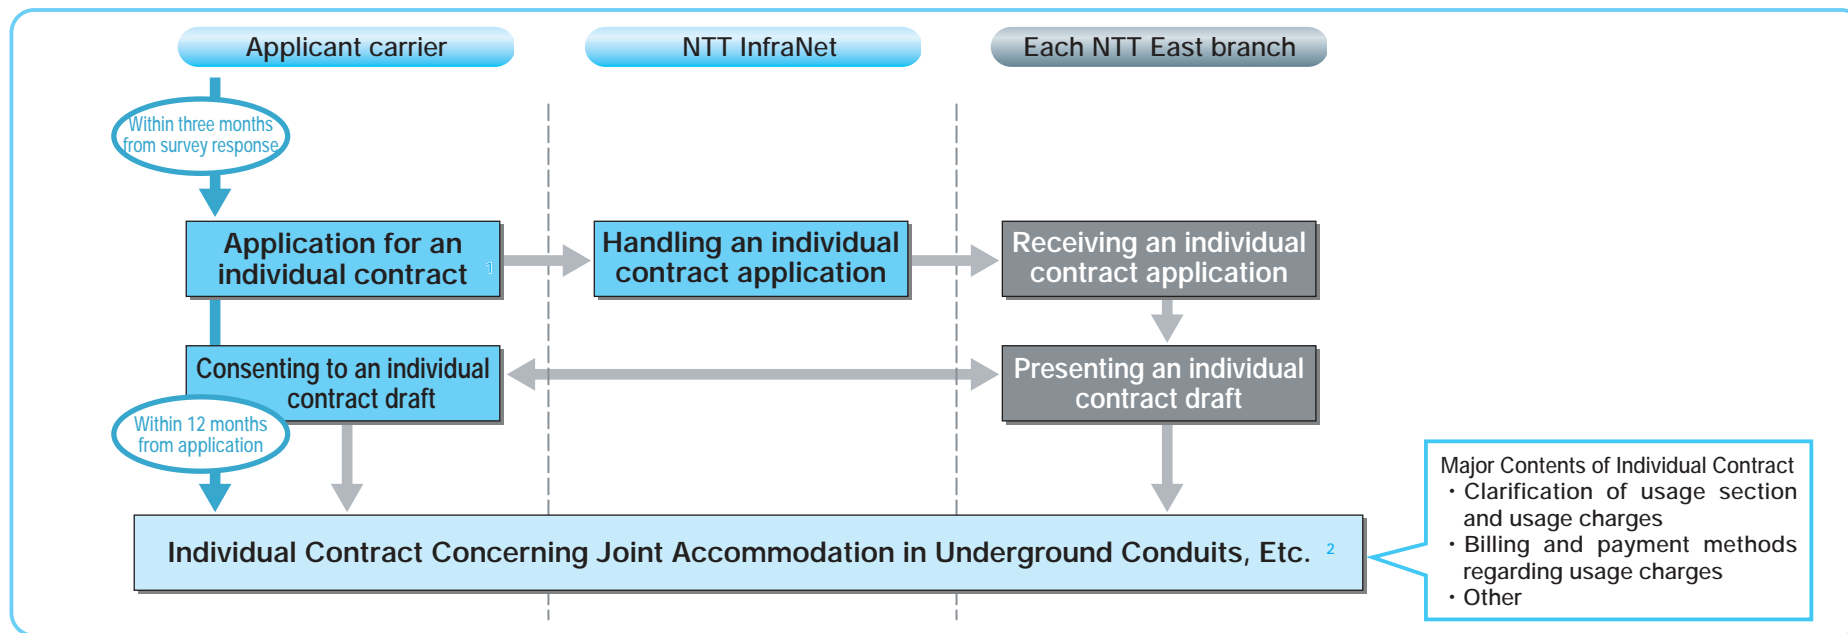 Applicant carrier
NTT InfraNet
Each NTT East branch
Within three months
from survey response
Application for an
individual contract 1
Handling an individual
contract application
Receiving an individual
contract application
Consenting to an individual
contract draft
Presenting an individual
contract draft
Within 12 months
from application
Individual Contract Concerning Joint Accommodation in Underground Conduits, Etc. 2
Major Contents of Individual Contract
・Clarification of usage section
and usage charges
・Billing and payment methods
regarding usage charges
・Other